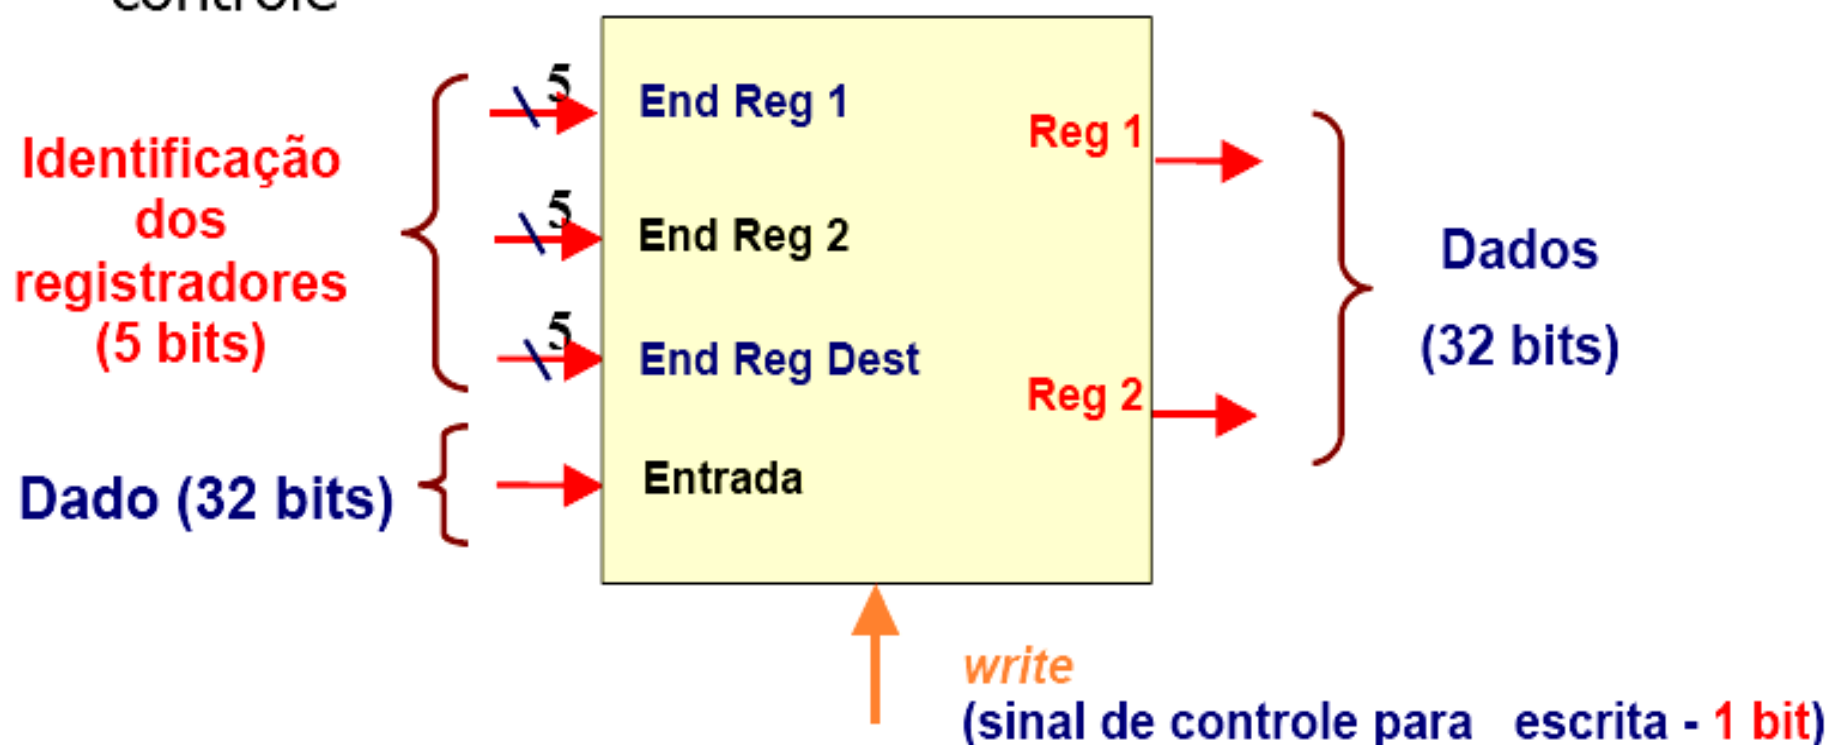 controle
Identificação
dos
registradores
(5 bits)
Dado (32 bits)
5
5
5
End Reg 1
End Reg 2
End Reg Dest
Entrada
Reg 1
Reg 2
Dados
(32 bits)
write
(sinal de controle para escrita - 1 bit)